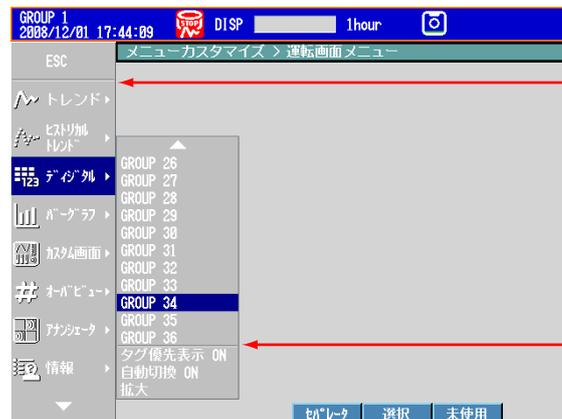 GROUP 1
2008/12/01 17:44:09
STOP
DISP
1hour
メニューカスタマイズ > 運転画面メニュー
ESC
トレンド
ヒストリカル
トレンド
ディジタル
バーグラフ
カスタム画面
オーバビュー
アナンシェータ
情報
GROUP 26
GROUP 27
GROUP 28
GROUP 29
GROUP 30
GROUP 31
GROUP 32
GROUP 33
GROUP 34
GROUP 35
GROUP 36
タグ優先表示 ON
自動切換 ON
拡大
セパレータ
選択
未使用